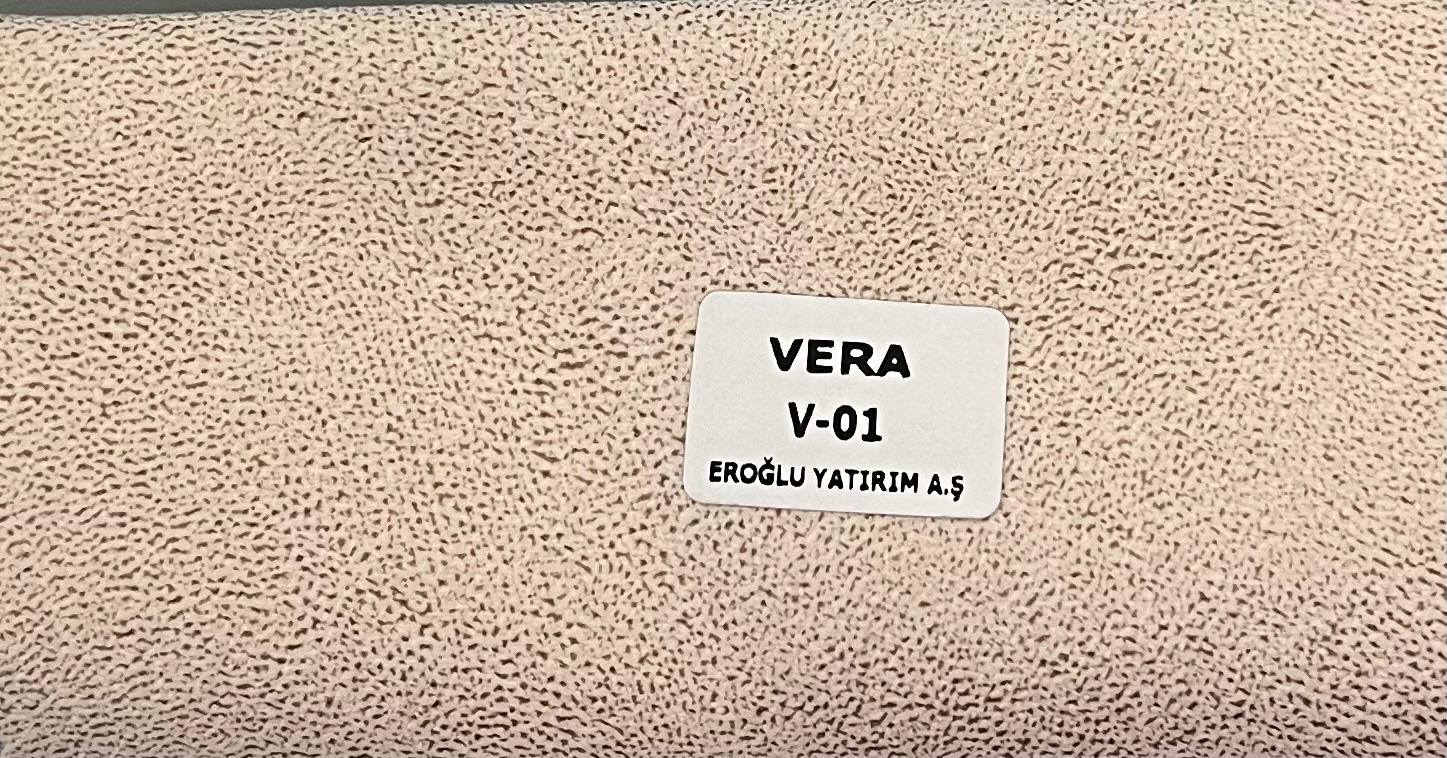 VERA
V-01
EROĞLU YATIRIM A.Ş